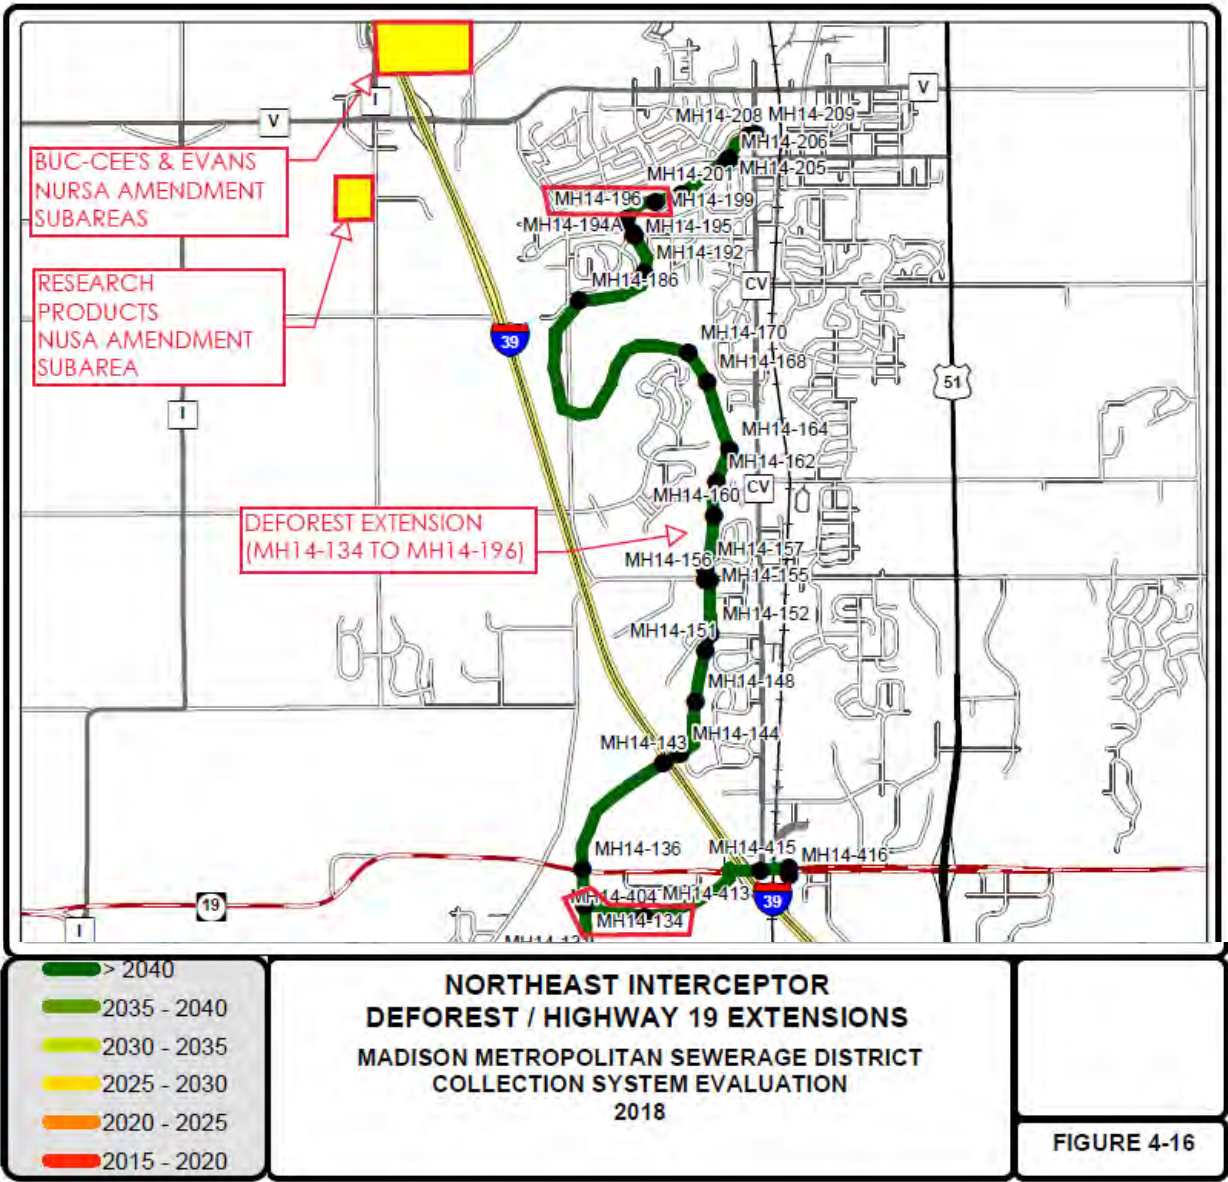 V
I
V
MH14-208
MH14-209
MH14-206
MH14-205
MH14-201
MH14-199
MH14-196
MH14-194A
MH14-195
MH14-192
MH14-186
BUC-CEE'S & EVANS
NURSA AMENDMENT
SUBAREAS
RESEARCH
PRODUCTS
NUSA AMENDMENT
SUBAREA
CV
39
MH14-170
MH14-168
51
I
MH14-164
MH14-162
CV
MH14-160
DEFOREST EXTENSION
(MH14-134 TO MH14-196)
MH14-157
MH14-156
MH14-155
MH14-152
MH14-151
MH14-148
MH14-144
MH14-143
MH14-136
MH14-415
MH14-416
MH14-404
MH14-413
39
19
MH14-134
I
> 2040
2035 - 2040
2030 - 2035
2025 - 2030
2020 - 2025
2015 - 2020
NORTHEAST INTERCEPTOR
DEFOREST / HIGHWAY 19 EXTENSIONS
MADISON METROPOLITAN SEWERAGE DISTRICT
COLLECTION SYSTEM EVALUATION
2018
FIGURE 4-16